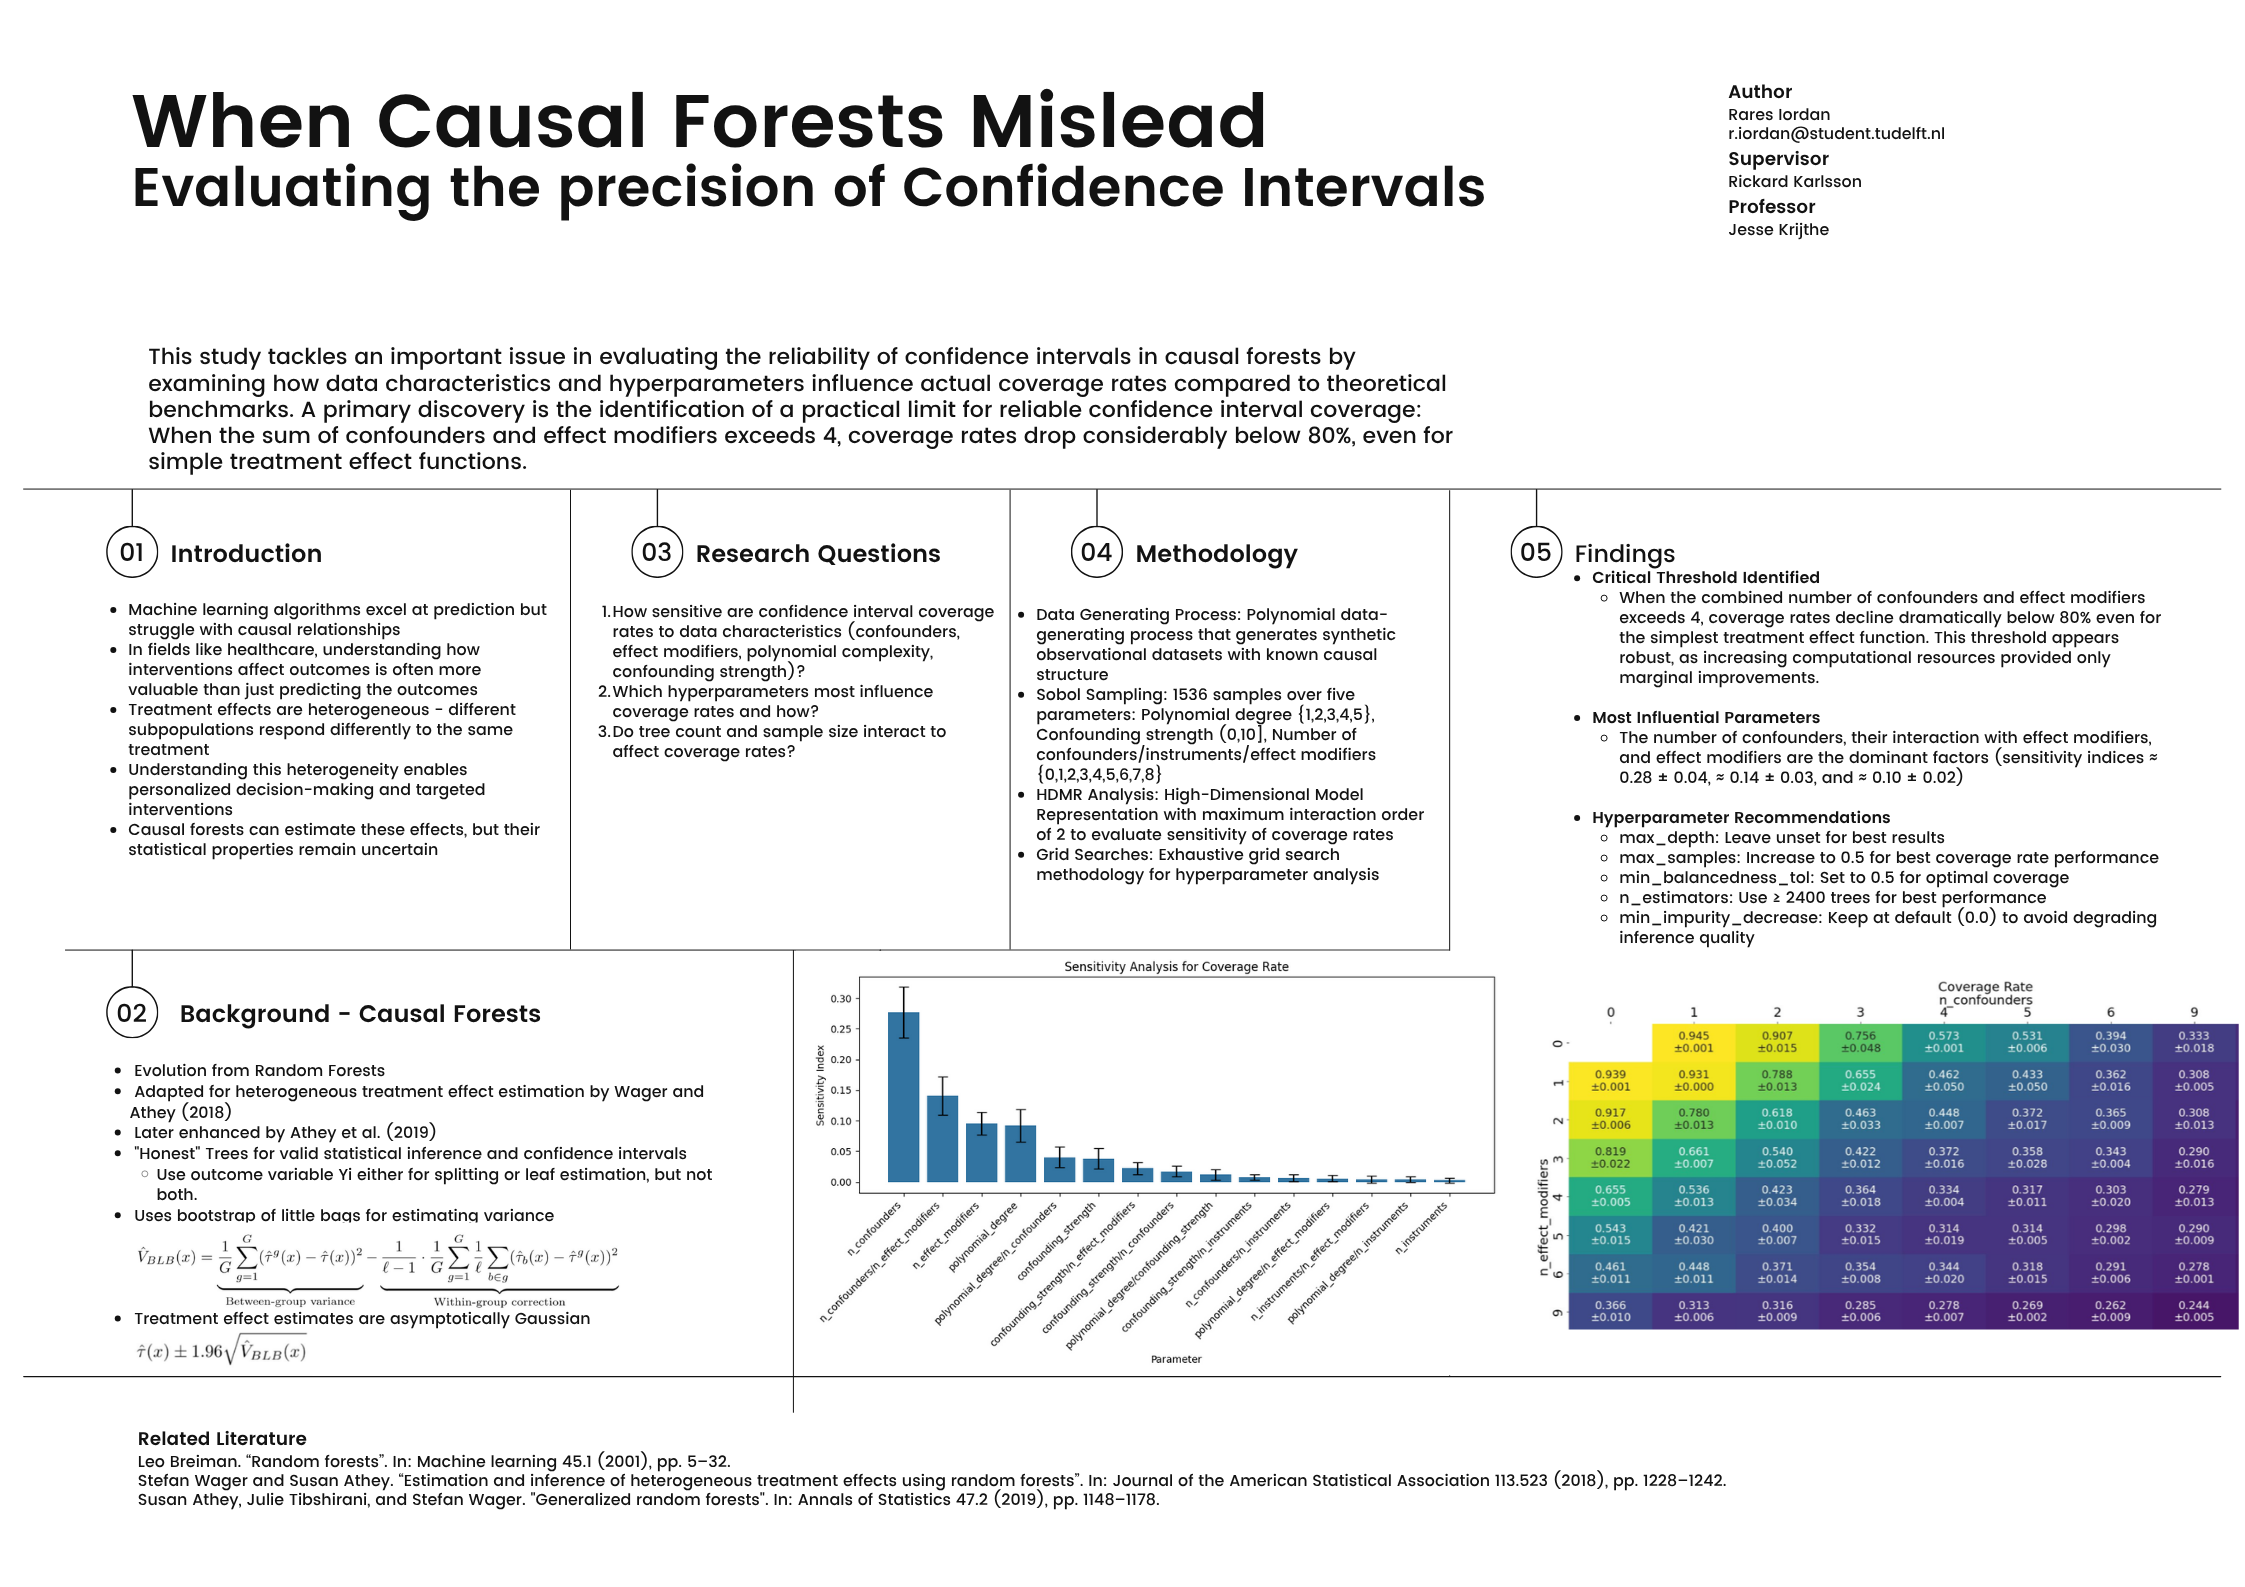 When Causal Forests Mislead
Evaluating the precision of Confidence Intervals
Author
Rares Iordan
r.iordan@student.tudelft.nl
Supervisor
Rickard Karlsson
Professor
Jesse Krijthe
This study tackles an important issue in evaluating the reliability of confidence intervals in causal forests by
examining how data characteristics and hyperparameters influence actual coverage rates compared to theoretical
benchmarks. A primary discovery is the identification of a practical limit for reliable confidence interval coverage:
When the sum of confounders and effect modifiers exceeds 4, coverage rates drop considerably below 80%, even for
simple treatment effect functions.
01 Introduction
• Machine learning algorithms excel at prediction but
struggle with causal relationships
• In fields like healthcare, understanding how
interventions affect outcomes is often more
valuable than just predicting the outcomes
• Treatment effects are heterogeneous - different
subpopulations respond differently to the same
treatment
• Understanding this heterogeneity enables
personalized decision-making and targeted
interventions
• Causal forests can estimate these effects, but their
statistical properties remain uncertain
02 Background - Causal Forests
• Evolution from Random Forests
• Adapted for heterogeneous treatment effect estimation by Wager and
Athey (2018)
• Later enhanced by Athey et al. (2019)
• "Honest" Trees for valid statistical inference and confidence intervals
○ Use outcome variable Yi either for splitting or leaf estimation, but not
both.
• Uses bootstrap of little bags for estimating variance
V̂_BLB(x) = 1/G ∑_{g=1}^{G} (τ̂^g(x) − τ̂(x))² − 1/(ℓ − 1) · 1/G ∑_{g=1}^{G} 1/ℓ ∑_{b∈g} (τ̂_b(x) − τ̂^g(x))²
Between-group variance Within-group correction
• Treatment effect estimates are asymptotically Gaussian
τ̂(x) ± 1.96√V̂_BLB(x)
03 Research Questions
1. How sensitive are confidence interval coverage
rates to data characteristics (confounders,
effect modifiers, polynomial complexity,
confounding strength)?
2. Which hyperparameters most influence
coverage rates and how?
3. Do tree count and sample size interact to
affect coverage rates?
04 Methodology
• Data Generating Process: Polynomial data-
generating process that generates synthetic
observational datasets with known causal
structure
• Sobol Sampling: 1536 samples over five
parameters: Polynomial degree {1,2,3,4,5},
Confounding strength (0,10], Number of
confounders/instruments/effect modifiers
{0,1,2,3,4,5,6,7,8}
• HDMR Analysis: High-Dimensional Model
Representation with maximum interaction order
of 2 to evaluate sensitivity of coverage rates
• Grid Searches: Exhaustive grid search
methodology for hyperparameter analysis
05 Findings
• Critical Threshold Identified
○ When the combined number of confounders and effect modifiers
exceeds 4, coverage rates decline dramatically below 80% even for
the simplest treatment effect function. This threshold appears
robust, as increasing computational resources provided only
marginal improvements.
• Most Influential Parameters
○ The number of confounders, their interaction with effect modifiers,
and effect modifiers are the dominant factors (sensitivity indices ≈
0.28 ± 0.04, ≈ 0.14 ± 0.03, and ≈ 0.10 ± 0.02)
• Hyperparameter Recommendations
○ max_depth: Leave unset for best results
○ max_samples: Increase to 0.5 for best coverage rate performance
○ min_balancedness_tol: Set to 0.5 for optimal coverage
○ n_estimators: Use ≥ 2400 trees for best performance
○ min_impurity_decrease: Keep at default (0.0) to avoid degrading
inference quality
Sensitivity Analysis for Coverage Rate
Sensitivity Index
0.30
0.25
0.20
0.15
0.10
0.05
0.00
n_confounders
n_confounders/n_effect_modifiers
n_effect_modifiers
polynomial_degree
polynomial_degree/n_confounders
confounding_strength
confounding_strength/n_effect_modifiers
confounding_strength/n_confounders
polynomial_degree/confounding_strength
confounding_strength/n_instruments
n_confounders/n_instruments
polynomial_degree/n_effect_modifiers
n_instruments/n_effect_modifiers
polynomial_degree/n_instruments
n_instruments
Parameter
Coverage Rate
n_confounders
0 1 2 3 4 5 6 9
n_effect_modifiers
0 0.945 0.907 0.756 0.573 0.531 0.394 0.333
±0.001 ±0.015 ±0.048 ±0.001 ±0.006 ±0.030 ±0.018
1 0.939 0.931 0.788 0.655 0.462 0.433 0.362 0.308
±0.001 ±0.000 ±0.013 ±0.024 ±0.050 ±0.050 ±0.016 ±0.005
2 0.917 0.780 0.618 0.463 0.448 0.372 0.365 0.308
±0.006 ±0.013 ±0.010 ±0.033 ±0.007 ±0.017 ±0.009 ±0.013
3 0.819 0.661 0.540 0.422 0.372 0.358 0.343 0.290
±0.022 ±0.007 ±0.052 ±0.012 ±0.016 ±0.028 ±0.004 ±0.016
4 0.655 0.536 0.423 0.364 0.334 0.317 0.303 0.279
±0.005 ±0.013 ±0.034 ±0.018 ±0.004 ±0.011 ±0.020 ±0.013
5 0.543 0.421 0.400 0.332 0.314 0.314 0.298 0.290
±0.015 ±0.030 ±0.007 ±0.015 ±0.019 ±0.005 ±0.002 ±0.009
6 0.461 0.448 0.371 0.354 0.344 0.318 0.291 0.278
±0.011 ±0.011 ±0.014 ±0.008 ±0.020 ±0.015 ±0.006 ±0.001
9 0.366 0.313 0.316 0.285 0.278 0.269 0.262 0.244
±0.010 ±0.006 ±0.009 ±0.006 ±0.007 ±0.002 ±0.009 ±0.005
Related Literature
Leo Breiman. “Random forests”. In: Machine learning 45.1 (2001), pp. 5–32.
Stefan Wager and Susan Athey. “Estimation and inference of heterogeneous treatment effects using random forests”. In: Journal of the American Statistical Association 113.523 (2018), pp. 1228–1242.
Susan Athey, Julie Tibshirani, and Stefan Wager. "Generalized random forests". In: Annals of Statistics 47.2 (2019), pp. 1148–1178.